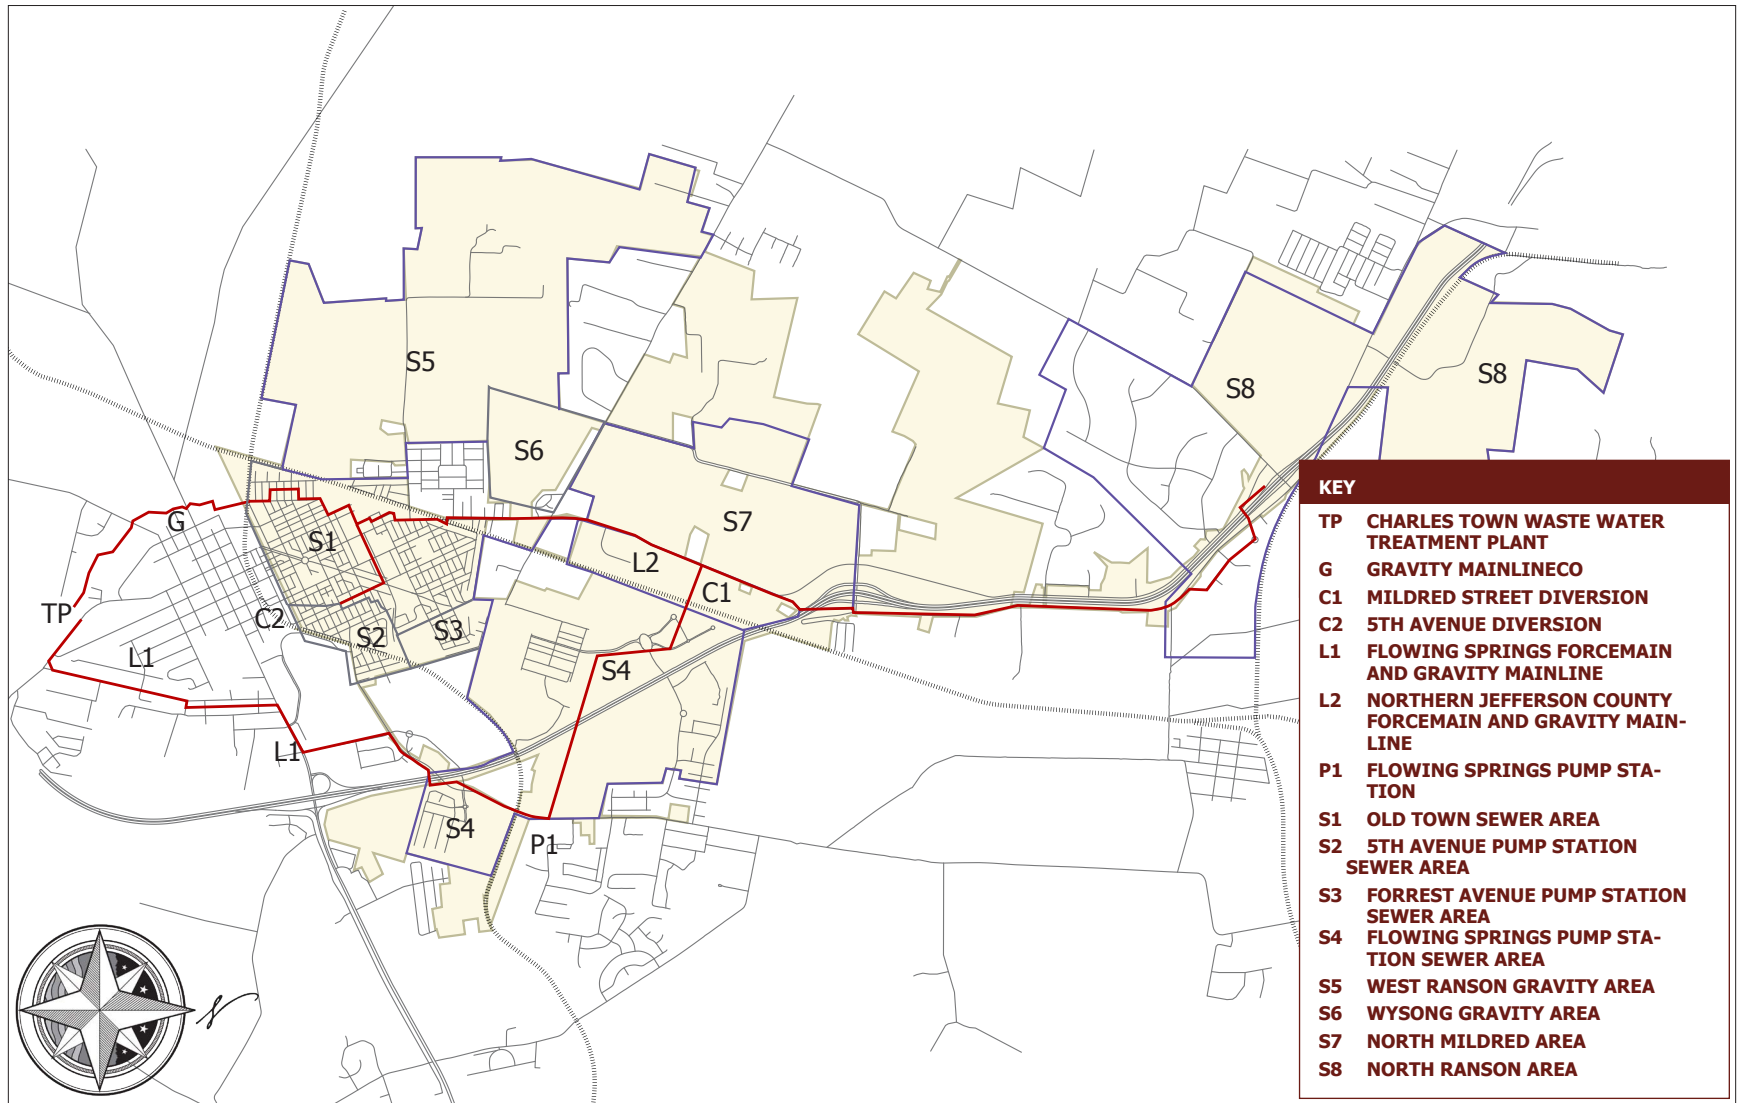 S5
S8
S8
S6
G
S1
S7
L2
C1
TP
C2
S2
S3
L1
S4
L1
S4
P1
KEY
TP CHARLES TOWN WASTE WATER
TREATMENT PLANT
G GRAVITY MAINLINECO
C1 MILDRED STREET DIVERSION
C2 5TH AVENUE DIVERSION
L1 FLOWING SPRINGS FORCEMAIN
AND GRAVITY MAINLINE
L2 NORTHERN JEFFERSON COUNTY
FORCEMAIN AND GRAVITY MAIN-
LINE
P1 FLOWING SPRINGS PUMP STA-
TION
S1 OLD TOWN SEWER AREA
S2 5TH AVENUE PUMP STATION
SEWER AREA
S3 FORREST AVENUE PUMP STATION
SEWER AREA
S4 FLOWING SPRINGS PUMP STA-
TION SEWER AREA
S5 WEST RANSON GRAVITY AREA
S6 WYSONG GRAVITY AREA
S7 NORTH MILDRED AREA
S8 NORTH RANSON AREA